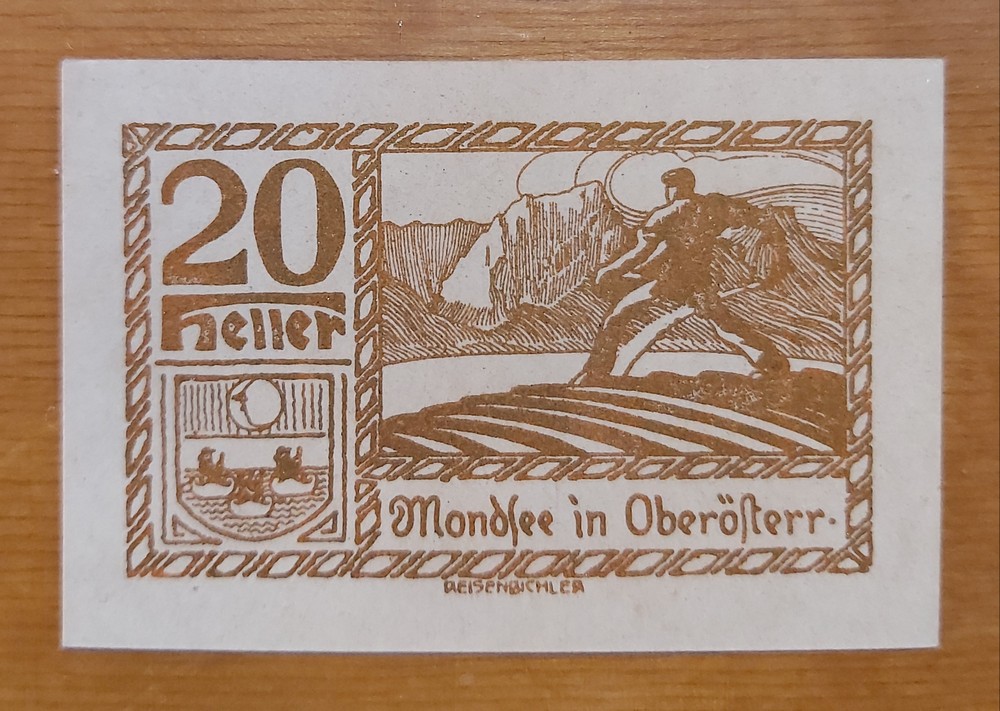 20
Heller
Mondſee in Oberöſterr.
REISENBICHLER